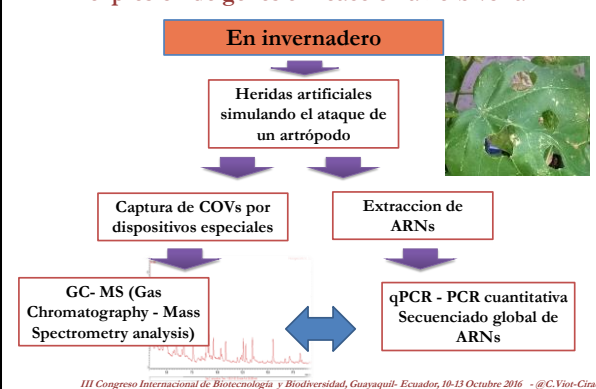 En invernadero
Heridas artificiales
simulando el ataque de
un artrópodo
Captura de COVs por
dispositivos especiales
Extraccion de
ARNs
GC- MS (Gas
Chromatography - Mass
Spectrometry analysis)
qPCR - PCR cuantitativa
Secuenciado global de
ARNs
III Congreso Internacional de Biotecnología y Biodiversidad, Guayaquil- Ecuador, 10-13 Octubre 2016 - @C.Viot-Cirad